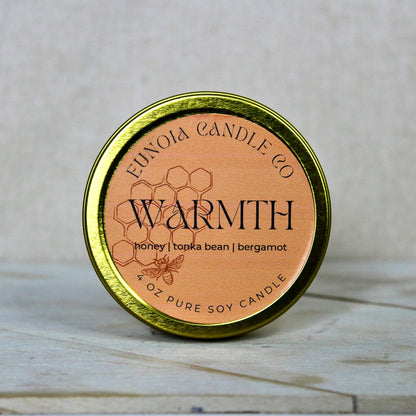 EUNOIA CANDLE CO
WARMTH
honey | tonka bean | bergamot
4 OZ PURE SOY CANDLE